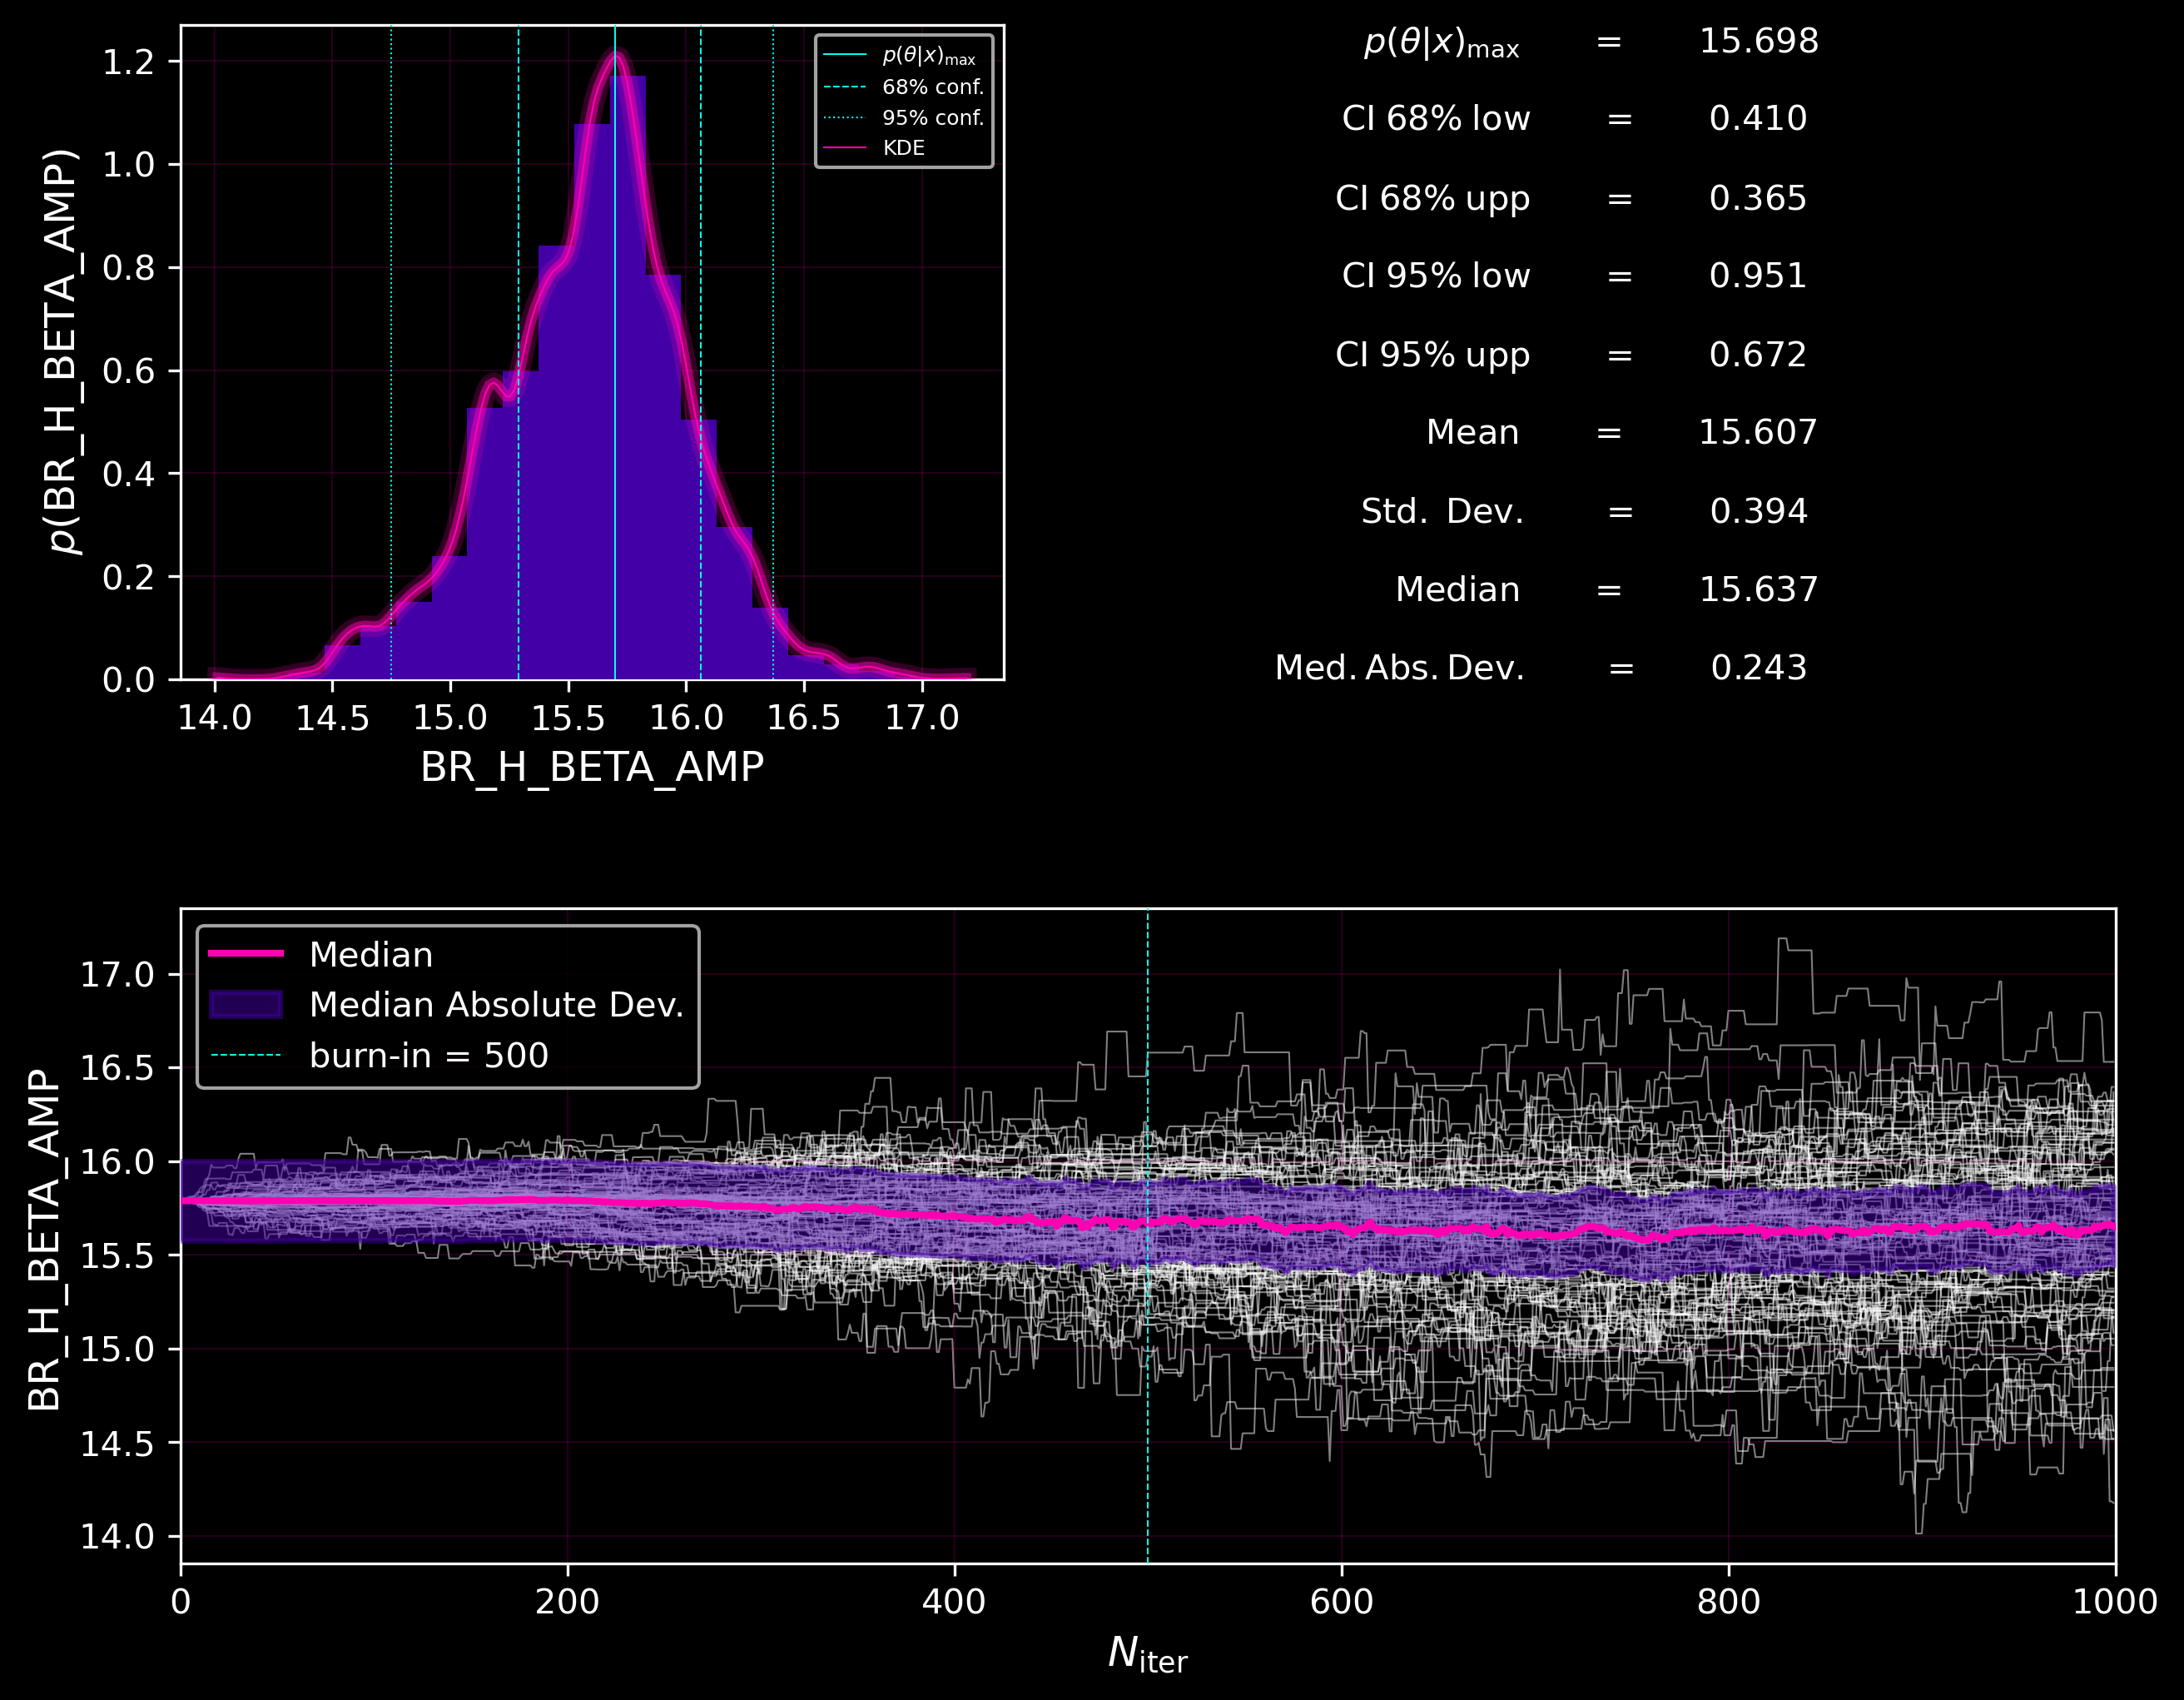 p(BR_H_BETA_AMP)
1.2
1.0
0.8
0.6
0.4
0.2
0.0
14.0 14.5 15.0 15.5 16.0 16.5 17.0
BR_H_BETA_AMP
p(θ|x)max
68% conf.
95% conf.
KDE
p(θ|x)max = 15.698
CI 68% low = 0.410
CI 68% upp = 0.365
CI 95% low = 0.951
CI 95% upp = 0.672
Mean = 15.607
Std. Dev. = 0.394
Median = 15.637
Med. Abs. Dev. = 0.243
BR_H_BETA_AMP
17.0
16.5
16.0
15.5
15.0
14.5
14.0
Median
Median Absolute Dev.
burn-in = 500
0 200 400 600 800 1000
Niter